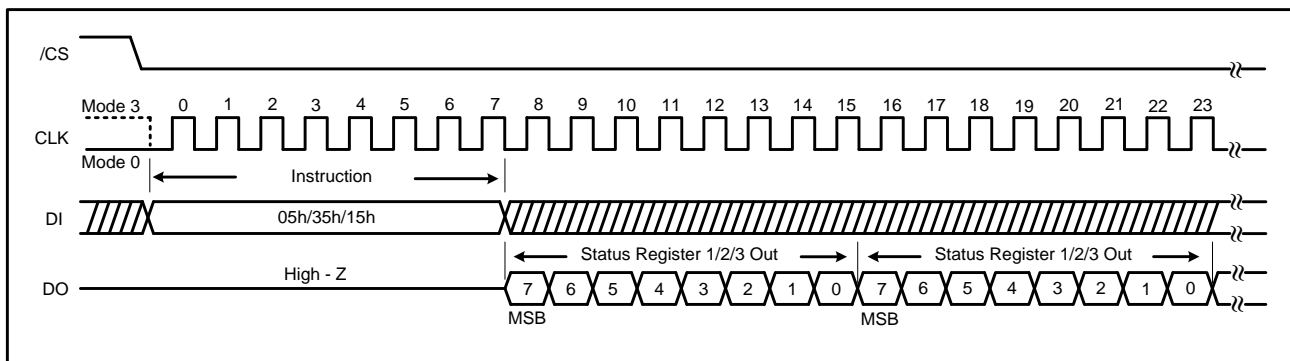 /CS
Mode 3 0 1 2 3 4 5 6 7 8 9 10 11 12 13 14 15 16 17 18 19 20 21 22 23
CLK
Mode 0
Instruction
DI 05h/35h/15h
Status Register 1/2/3 Out Status Register 1/2/3 Out
High - Z
DO 7 6 5 4 3 2 1 0 7 6 5 4 3 2 1 0
MSB MSB